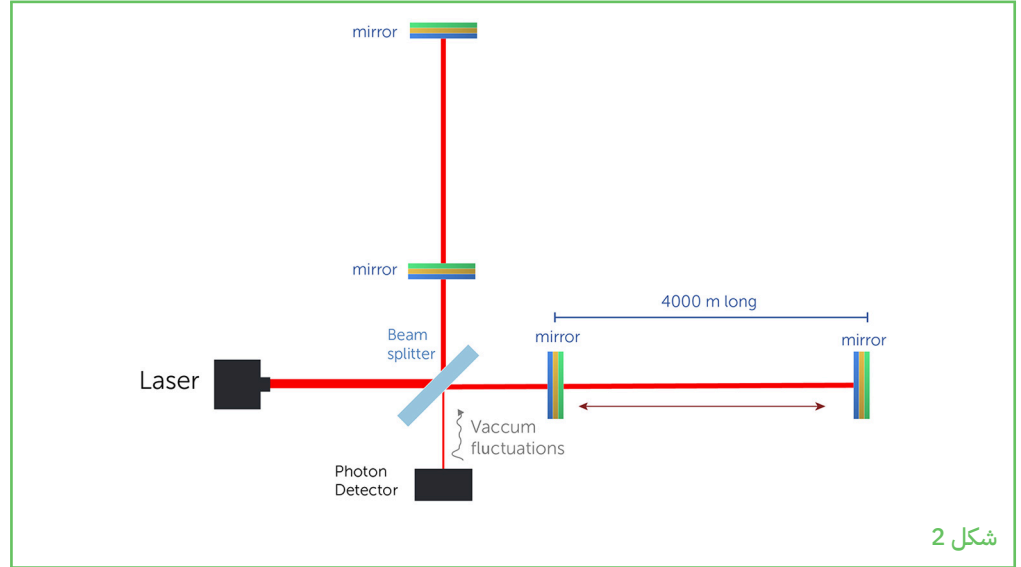 mirror
mirror
4000 m long
Beam
splitter
mirror
mirror
Laser
Vaccum
fluctuations
Photon
Detector
شكل 2